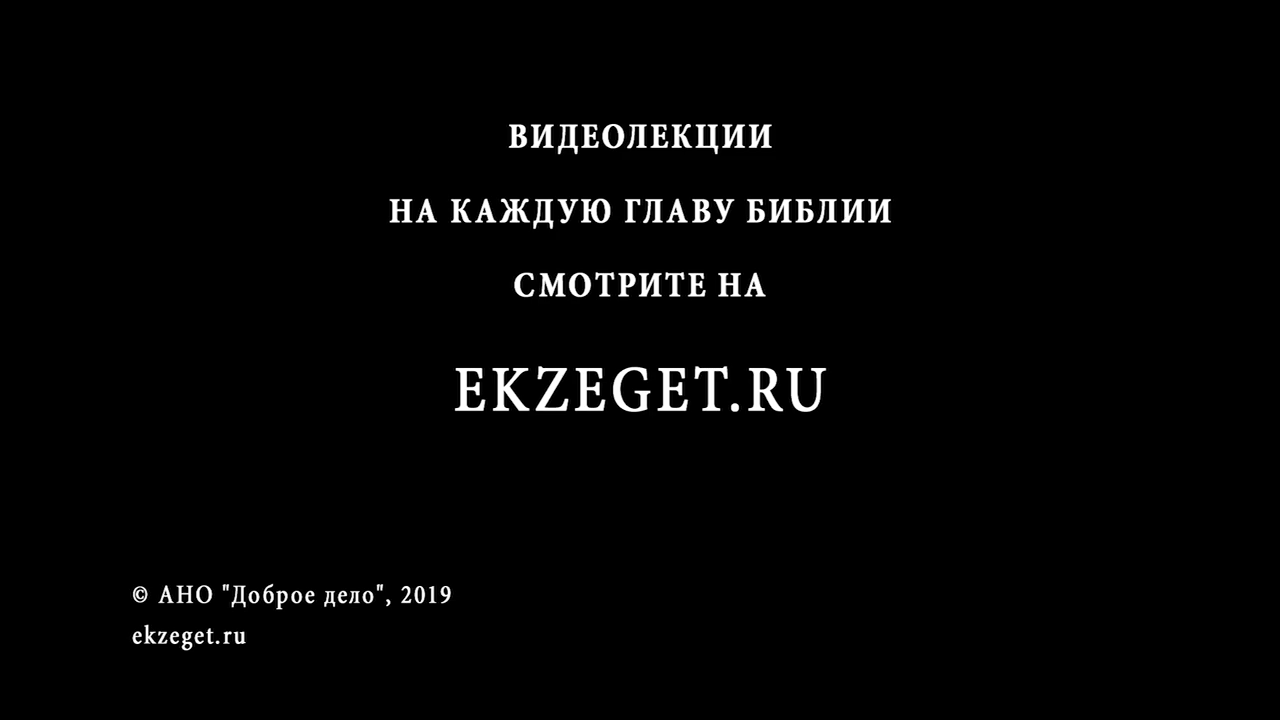 ВИДЕОЛЕКЦИИ
НА КАЖДУЮ ГЛАВУ БИБЛИИ
СМОТРИТЕ НА
EKZEGET.RU
© АНО "Доброе дело", 2019
ekzeget.ru